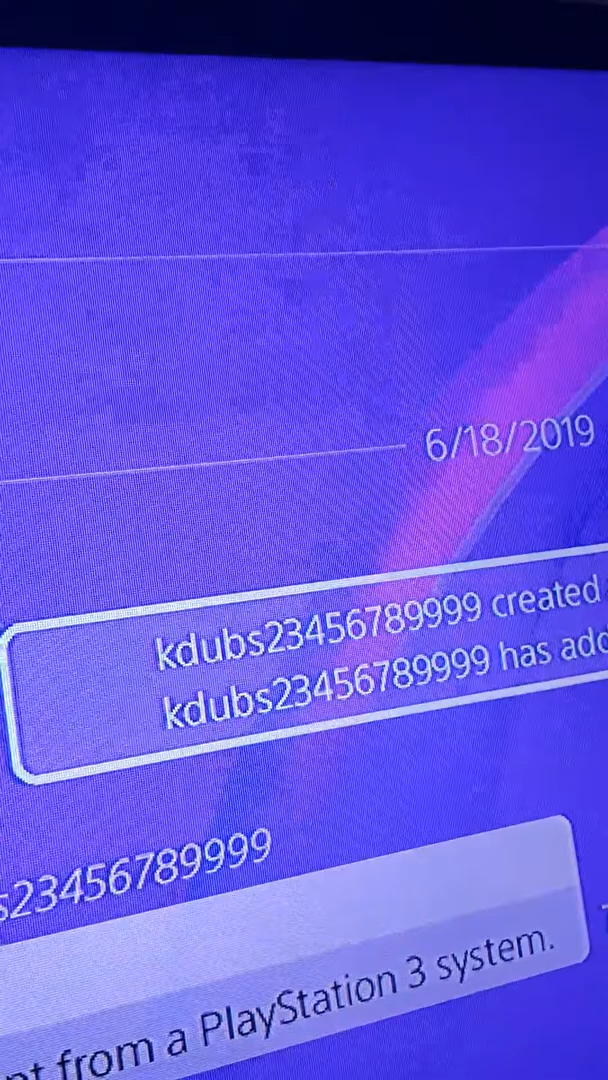 6/18/2019
kdubs23456789999 created
kdubs23456789999 has add
s23456789999
nt from a PlayStation 3 system.